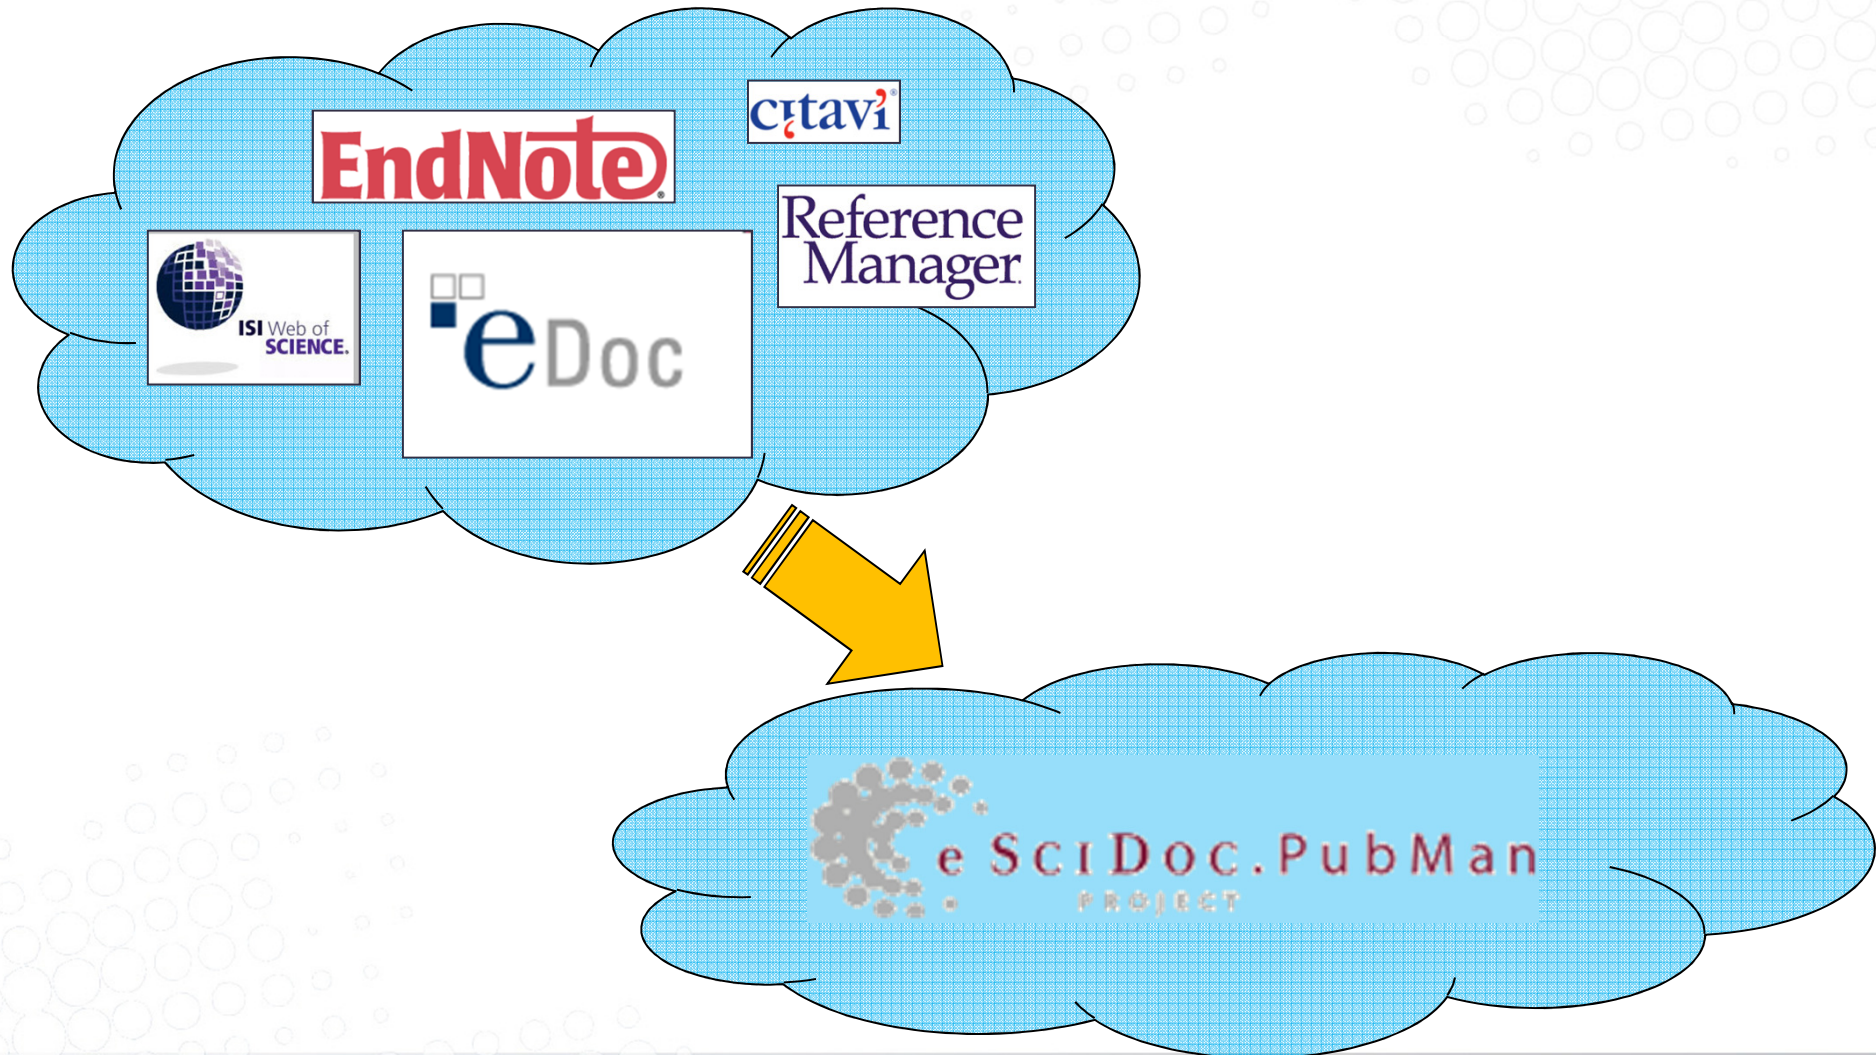 citavi®
EndNote®
Reference
Manager.
ISI Web of
SCIENCE.
eDoc
eSciDoc.PubMan
PROJECT